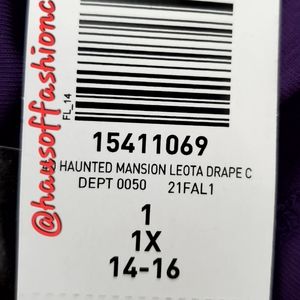 @hausoffashionc
FL_14
15411069
HAUNTED MANSION LEOTA DRAPE C
DEPT 0050 21FAL1
1
1X
14-16